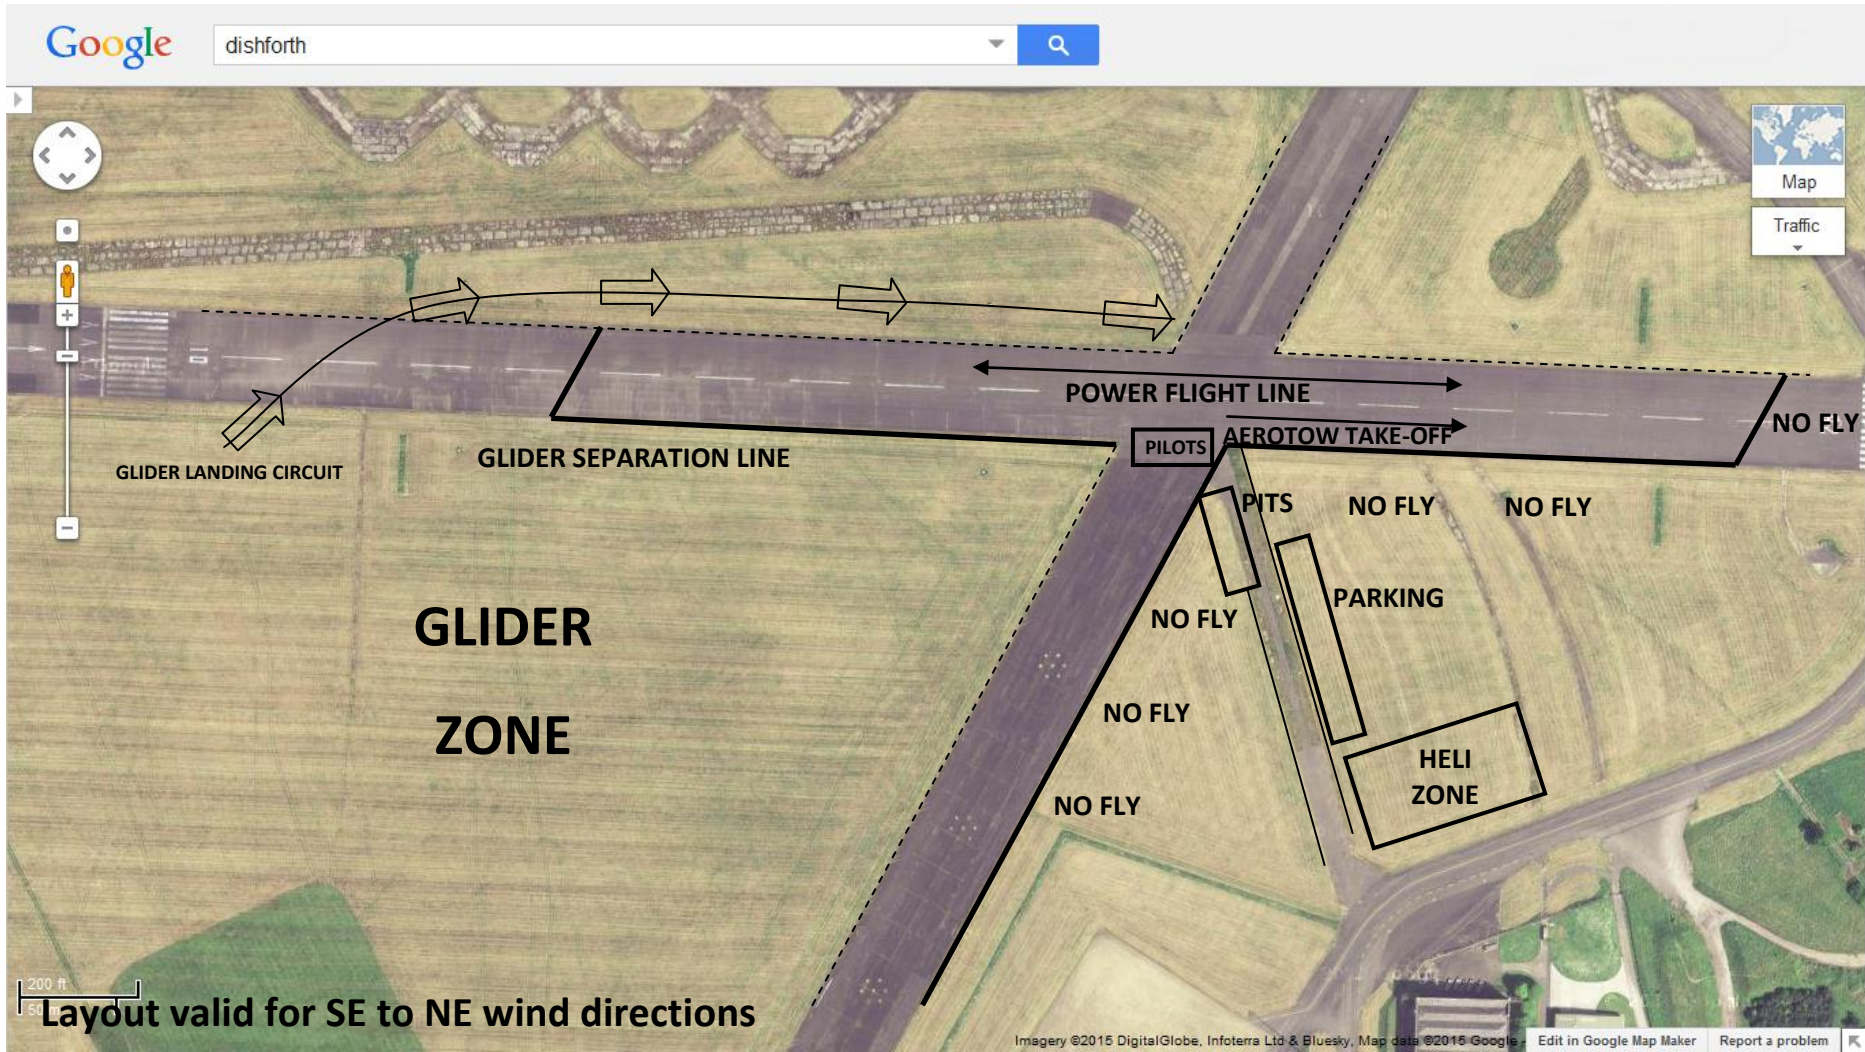 Google
dishforth
Map
Traffic
POWER FLIGHT LINE
NO FLY
AEROTOW TAKE-OFF
PILOTS
GLIDER SEPARATION LINE
GLIDER LANDING CIRCUIT
PITS
NO FLY
NO FLY
PARKING
NO FLY
GLIDER
ZONE
NO FLY
HELI
ZONE
NO FLY
200 ft
Layout valid for SE to NE wind directions
Imagery ©2015 DigitalGlobe, Infoterra Ltd & Bluesky, Map data ©2015 Google -
Edit in Google Map Maker
Report a problem